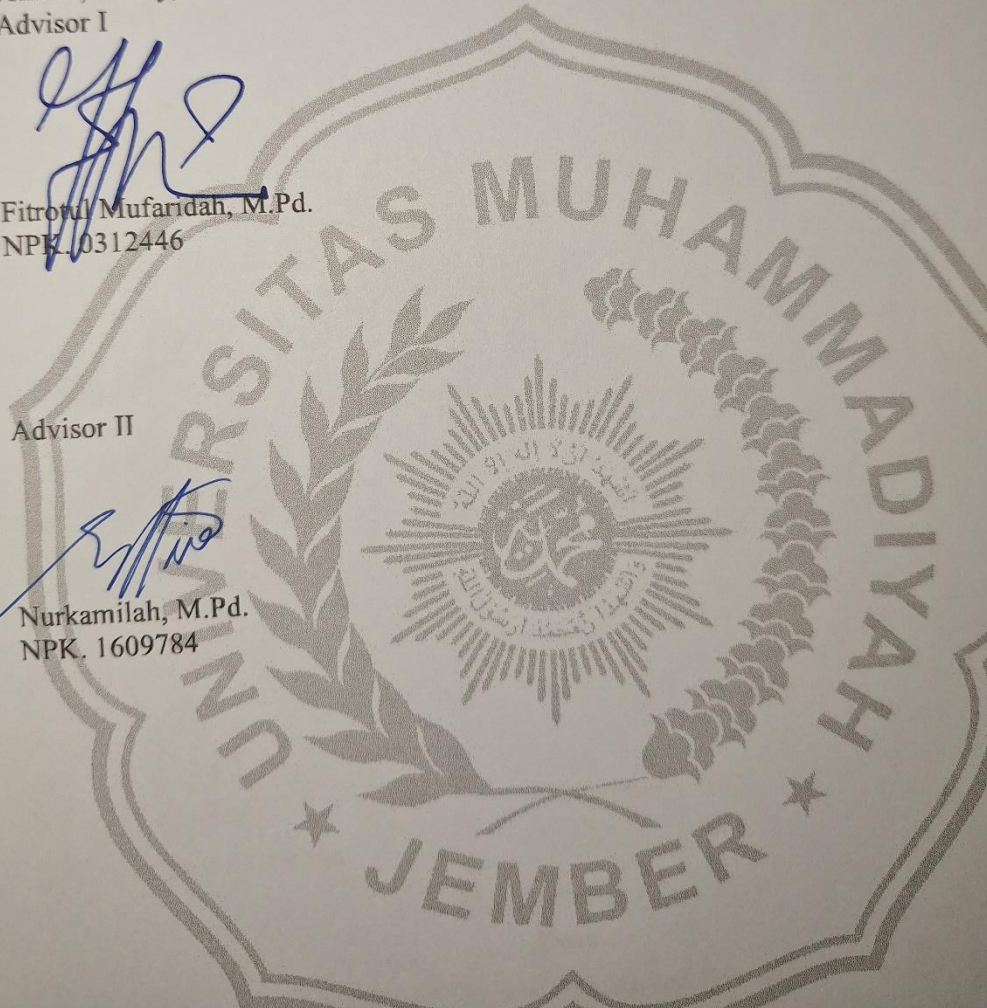 Advisor I
Fitrotul Mufaridah, M.Pd.
NPK. 0312446
Advisor II
Nurkamilah, M.Pd.
NPK. 1609784
UNIVERSITAS MUHAMMADIYAH
JEMBER